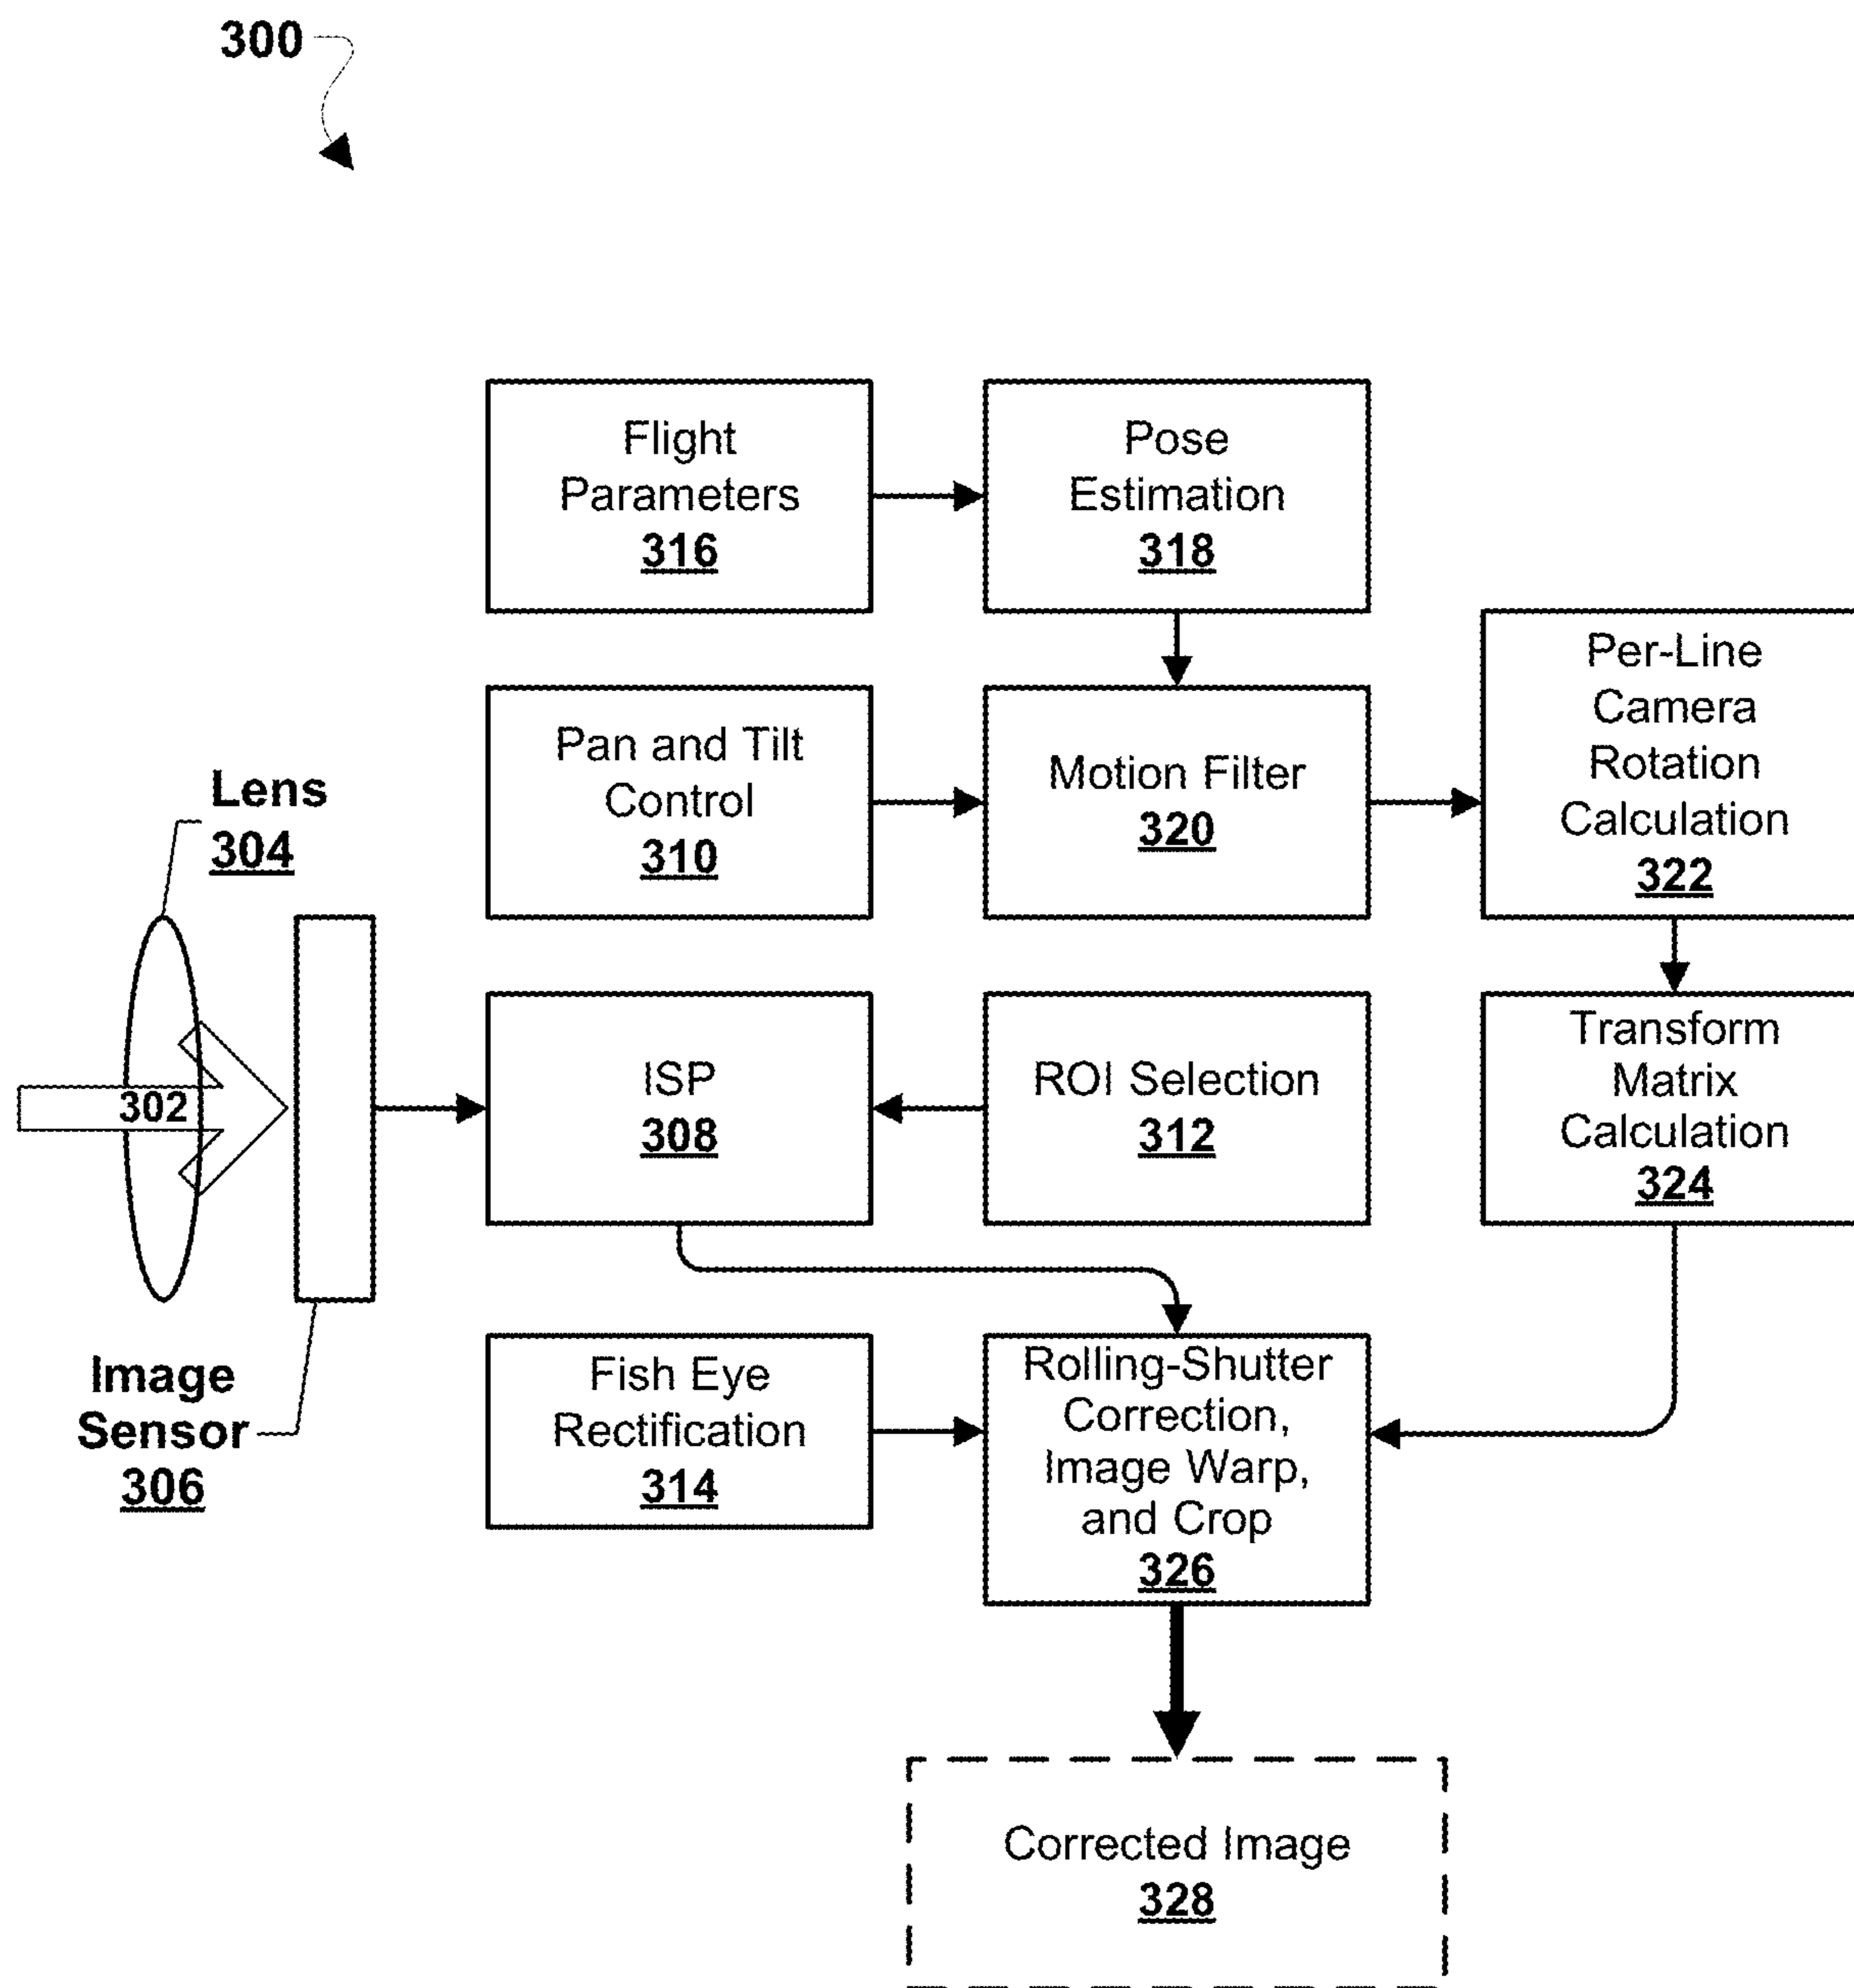 300
Flight
Parameters
316
Pose
Estimation
318
Pan and Tilt
Control
310
Motion Filter
320
Per-Line
Camera
Rotation
Calculation
322
Lens
304
302
ISP
308
ROI Selection
312
Transform
Matrix
Calculation
324
Image
Sensor
306
Fish Eye
Rectification
314
Rolling-Shutter
Correction,
Image Warp,
and Crop
326
Corrected Image
328